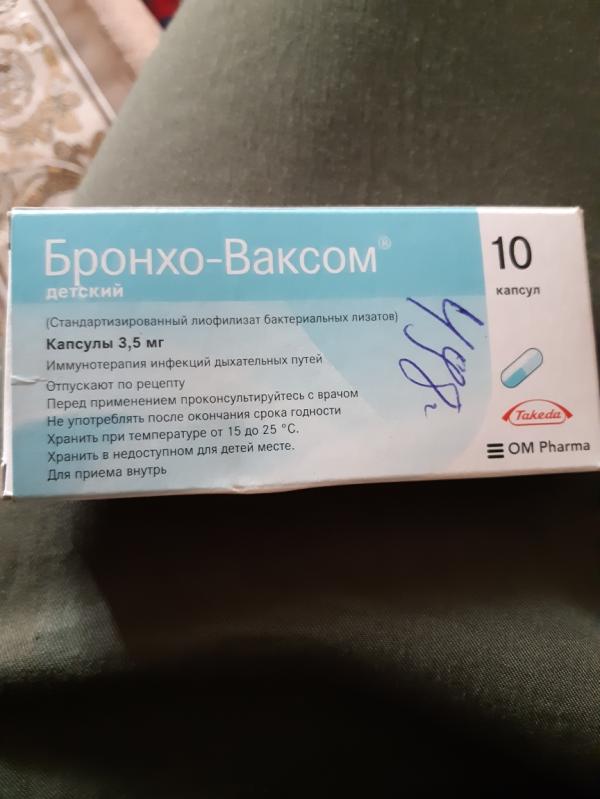 Бронхо-Ваксом®
детский
(Стандартизированный лиофилизат бактериальных лизатов)
Капсулы 3,5 мг
Иммунотерапия инфекций дыхательных путей
Отпускают по рецепту
Перед применением проконсультируйтесь с врачом
Не употреблять после окончания срока годности
Хранить при температуре от 15 до 25 °C.
Хранить в недоступном для детей месте.
Для приема внутрь
10
капсул
Takeda
OM Pharma